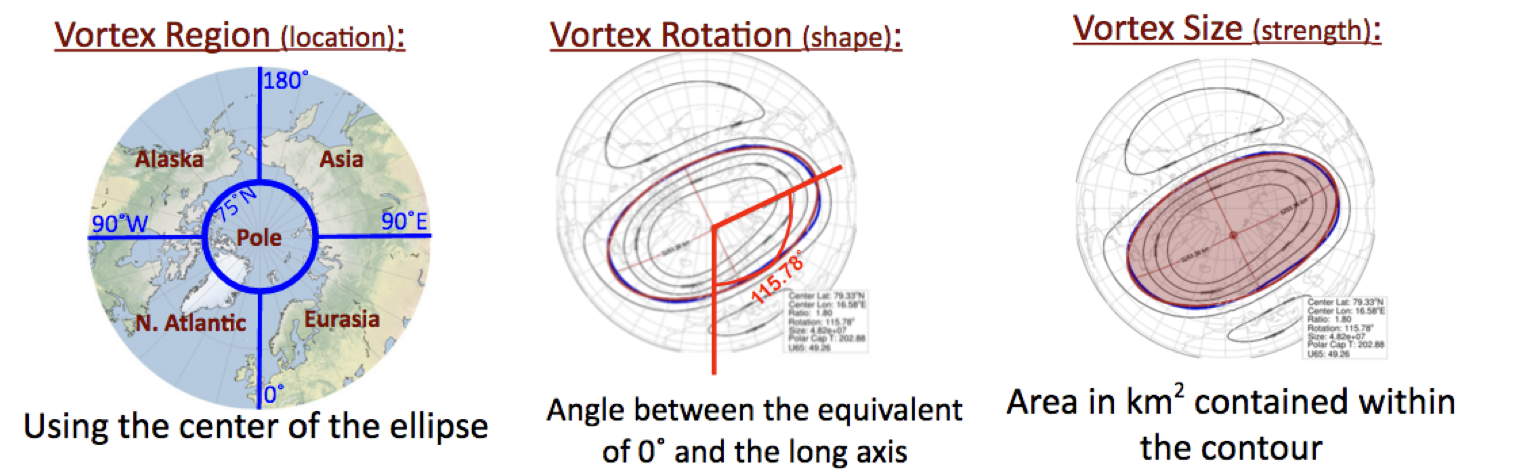 Vortex Region (location):
180°
Alaska
Asia
75°N
90°W
90°E
Pole
N. Atlantic
Eurasia
0°
Using the center of the ellipse
Vortex Rotation (shape):
115.78°
Center Lat: 79.33°N
Center Lon: 16.58°E
Ratio: 1.80
Rotation: 115.78°
Size: 4.82e+07
Polar Cap T: 202.88
U65: 49.26
Angle between the equivalent
of 0° and the long axis
Vortex Size (strength):
Center Lat: 79.33°N
Center Lon: 16.58°E
Ratio: 1.80
Rotation: 115.78°
Size: 4.82e+07
Polar Cap T: 202.88
U65: 49.26
Area in km² contained within
the contour